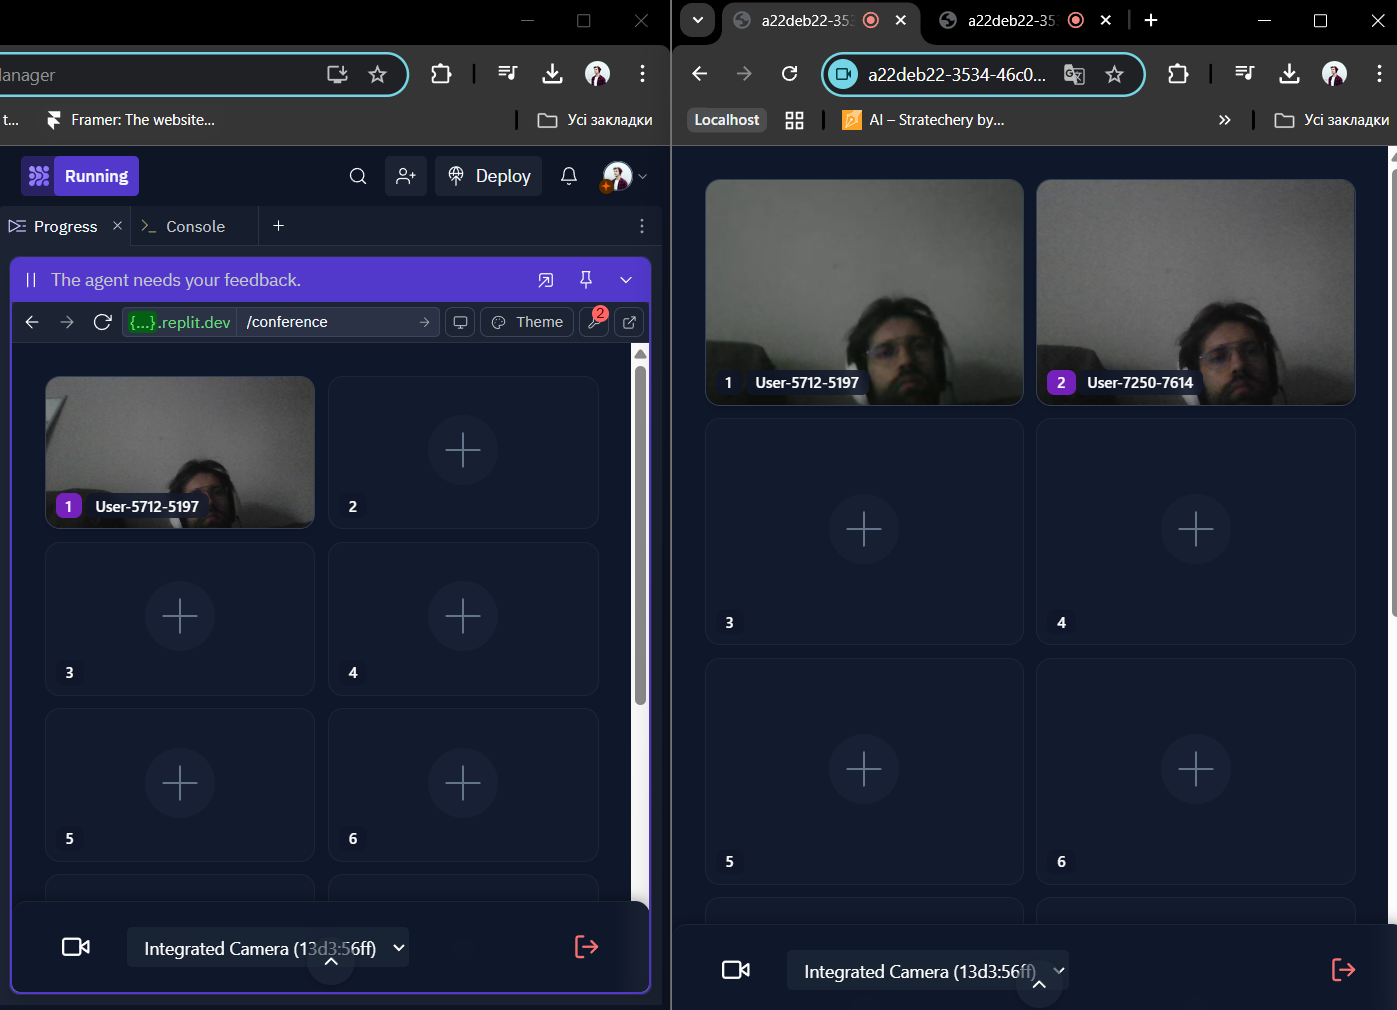 anager
t...
Framer: The website...
Усі закладки
Running
Deploy
Progress
Console
The agent needs your feedback.
{...}.replit.dev
/conference
Theme
2
1
User-5712-5197
2
3
4
5
6
Integrated Camera (13d3:56ff)
a22deb22-353
a22deb22-353
a22deb22-3534-46c0...
Localhost
AI – Stratechery by...
Усі закладки
1
User-5712-5197
2
User-7250-7614
3
4
5
6
Integrated Camera (13d3:56ff)